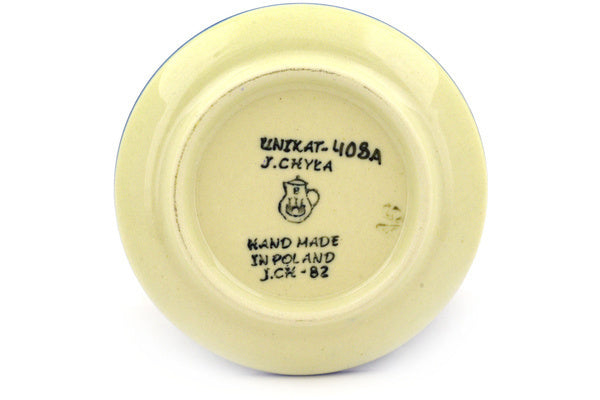 UNIKAT-408A
J.CHYŁA
HAND MADE
IN POLAND
J.CH-82